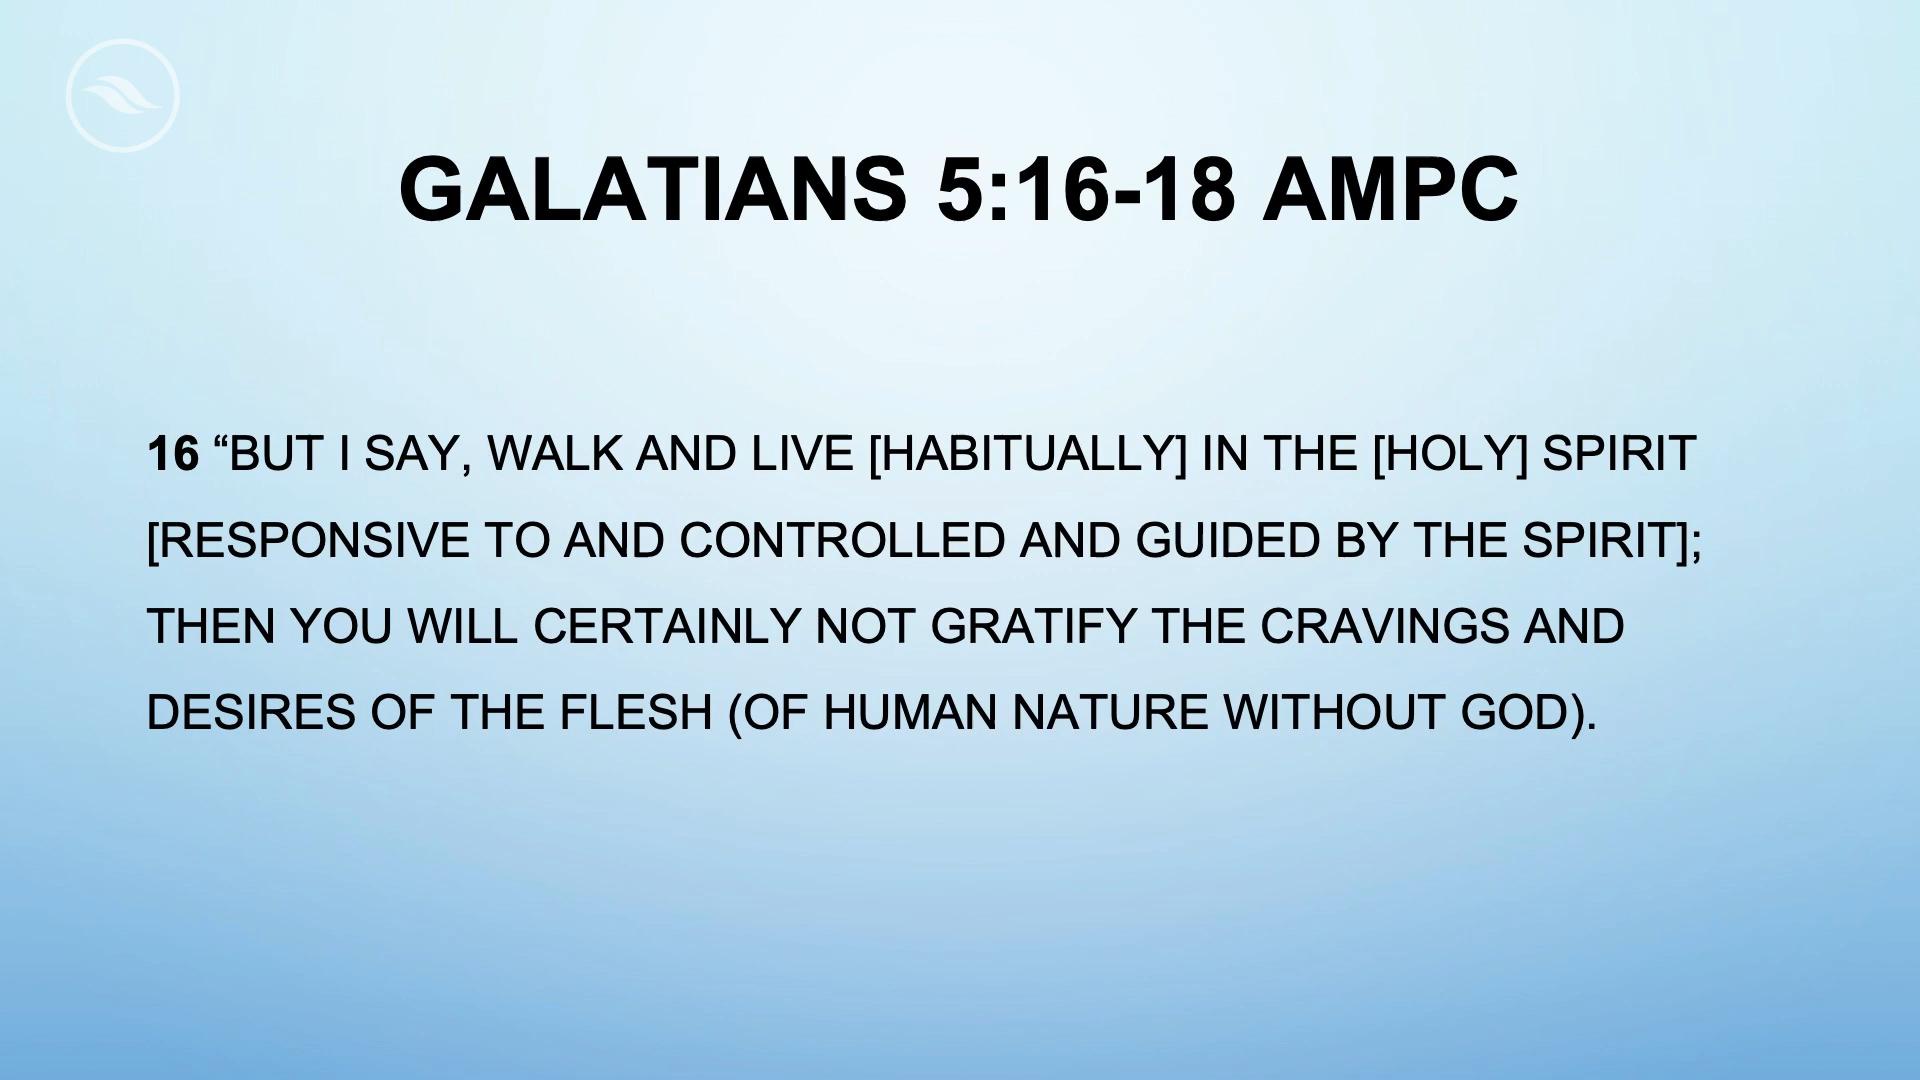 GALATIANS 5:16-18 AMPC
16 “BUT I SAY, WALK AND LIVE [HABITUALLY] IN THE [HOLY] SPIRIT
[RESPONSIVE TO AND CONTROLLED AND GUIDED BY THE SPIRIT];
THEN YOU WILL CERTAINLY NOT GRATIFY THE CRAVINGS AND
DESIRES OF THE FLESH (OF HUMAN NATURE WITHOUT GOD).